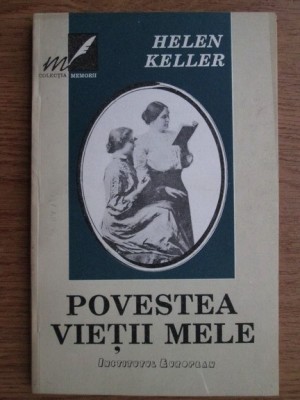 m
COLECȚIA MEMORII
HELEN
KELLER
POVESTEA
VIEȚII MELE
INSTITUTUL EUROPEAN